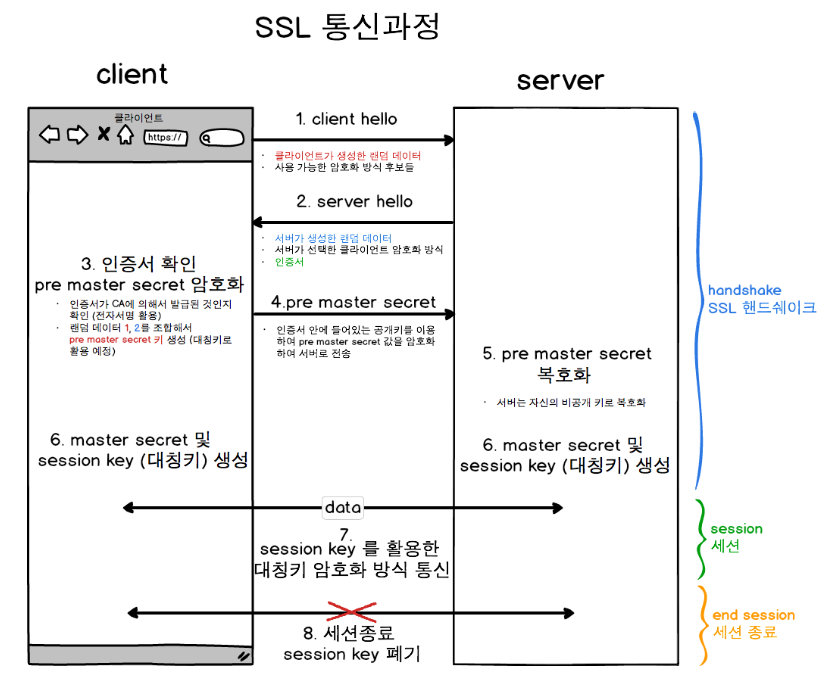 SSL 통신과정
client
server
클라이언트
https://
1. client hello
· 클라이언트가 생성한 랜덤 데이터
· 사용 가능한 암호화 방식 후보들
2. server hello
· 서버가 생성한 랜덤 데이터
· 서버가 선택한 클라이언트 암호화 방식
· 인증서
3. 인증서 확인
pre master secret 암호화
· 인증서가 CA에 의해서 발급된 것인지
확인 (전자서명 활용)
· 랜덤 데이터 1, 2를 조합해서
pre master secret 키 생성 (대칭키로
활용 예정)
4.pre master secret
· 인증서 안에 들어있는 공개키를 이용
하여 pre master secret 값을 암호화
하여 서버로 전송
handshake
SSL 핸드쉐이크
5. pre master secret
복호화
· 서버는 자신의 비공개 키로 복호화
6. master secret 및
session key (대칭키) 생성
6. master secret 및
session key (대칭키) 생성
data
7.
session key 를 활용한
대칭키 암호화 방식 통신
session
세션
8. 세션종료
session key 폐기
end session
세션 종료